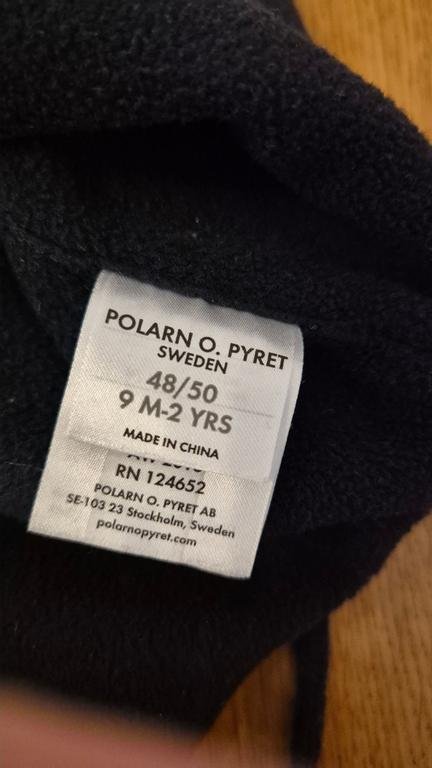 POLARN O. PYRET
SWEDEN
48/50
9 M-2 YRS
MADE IN CHINA
RN 124652
POLARN O. PYRET AB
SE-103 23 Stockholm, Sweden
polarnopyret.com